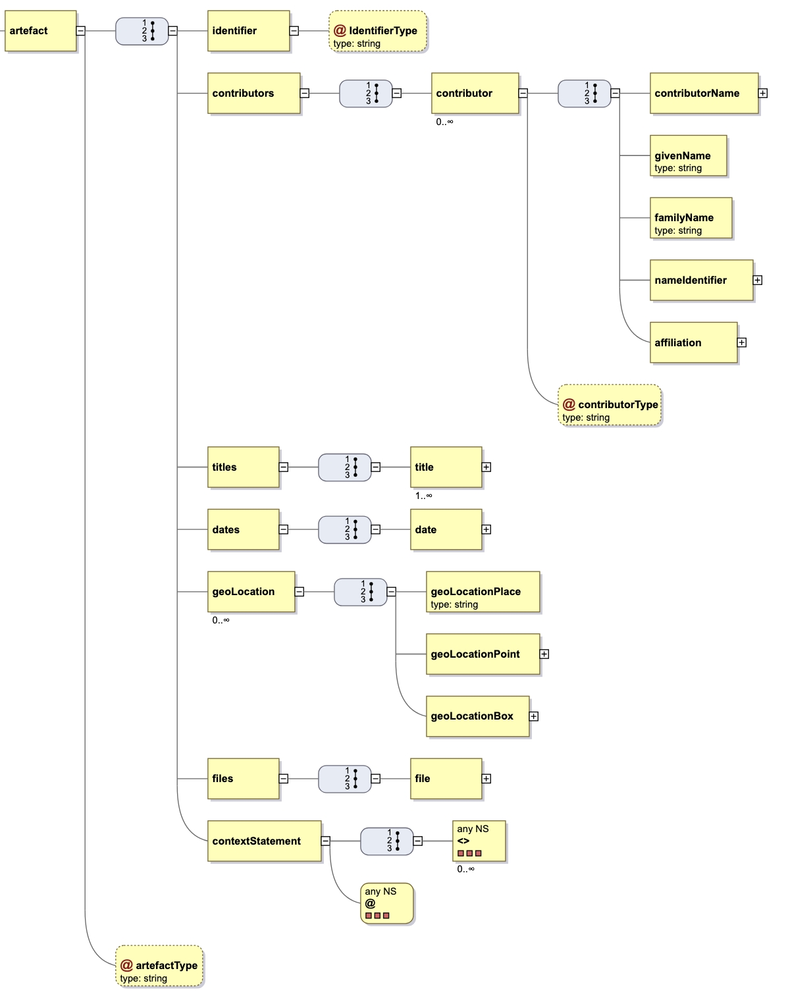 artefact
1
2
3
identifier
@ IdentifierType
type: string
contributors
1
2
3
contributor
0..∞
1
2
3
contributorName
givenName
type: string
familyName
type: string
nameIdentifier
affiliation
@ contributorType
type: string
titles
1
2
3
title
1..∞
dates
1
2
3
date
geoLocation
0..∞
1
2
3
geoLocationPlace
type: string
geoLocationPoint
geoLocationBox
files
1
2
3
file
contextStatement
1
2
3
any NS
<>
0..∞
any NS
@
@ artefactType
type: string